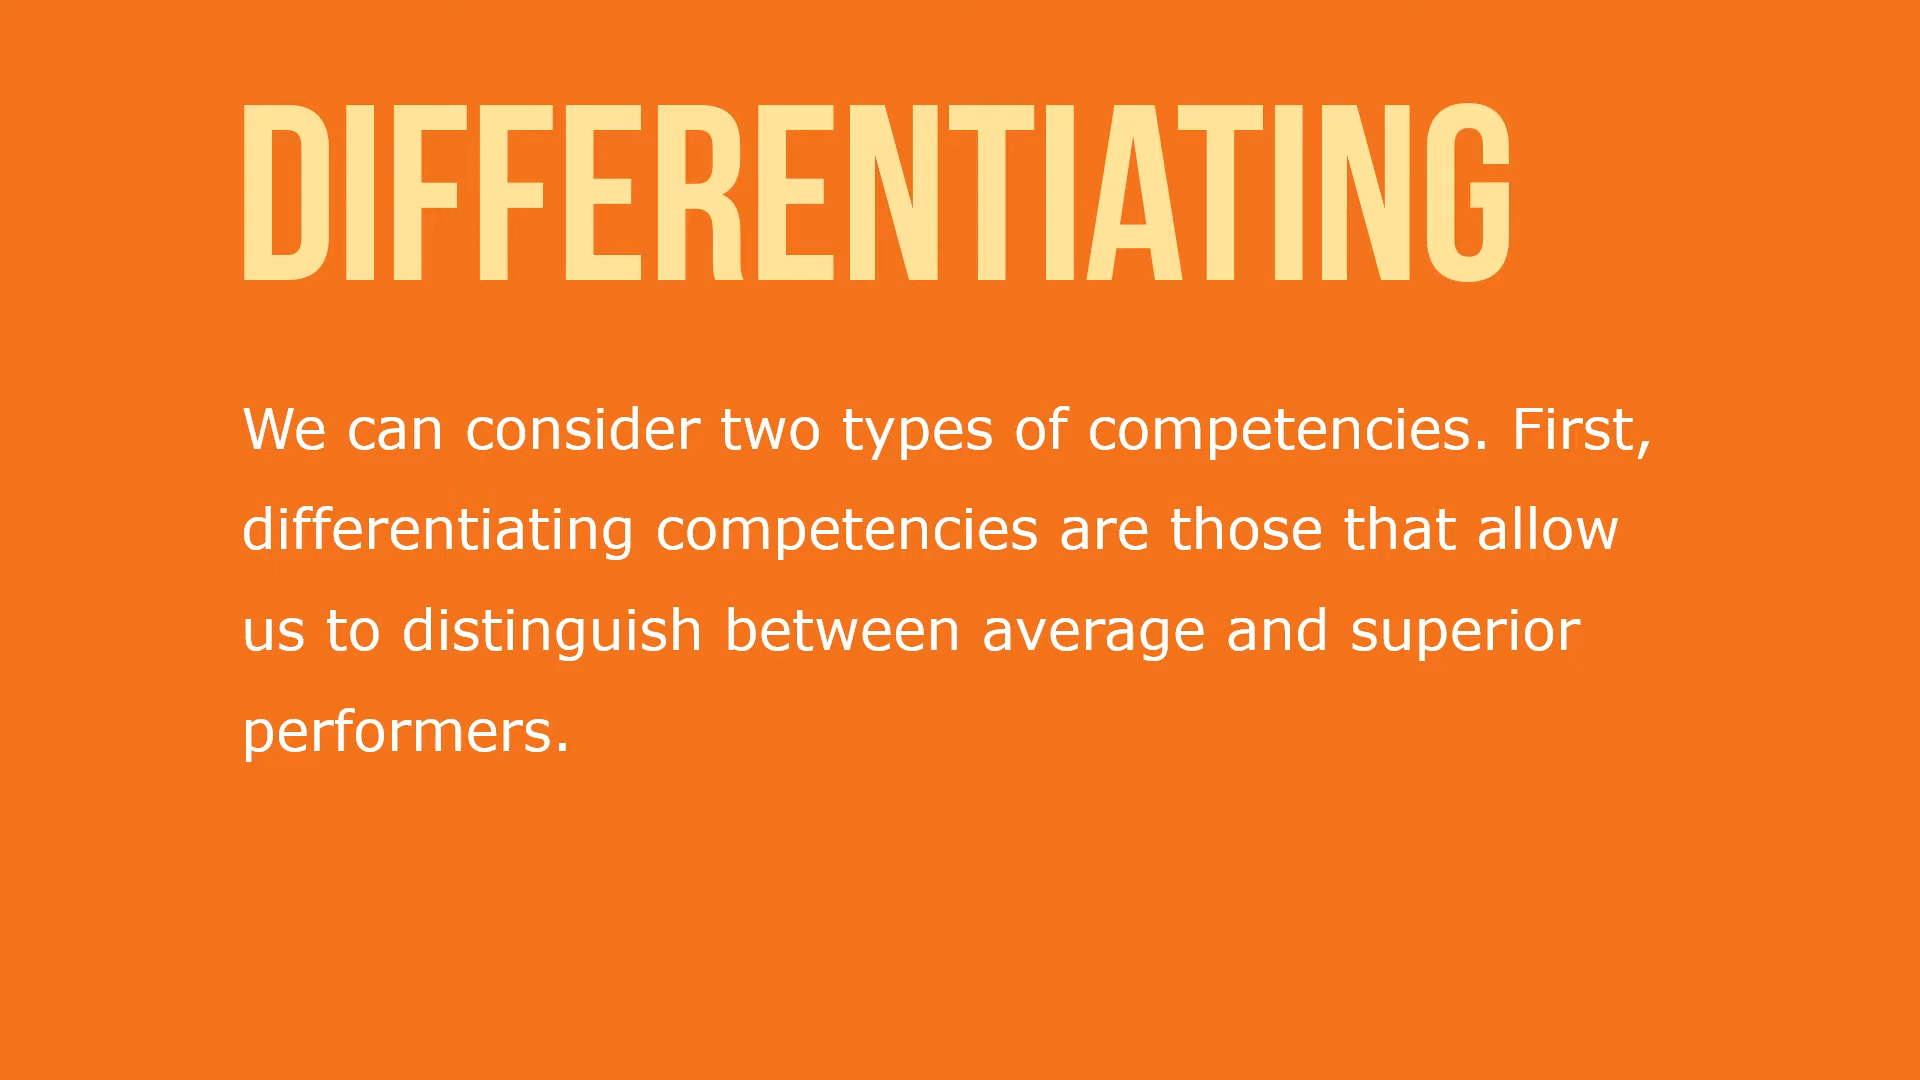 DIFFERENTIATING
We can consider two types of competencies. First,
differentiating competencies are those that allow
us to distinguish between average and superior
performers.